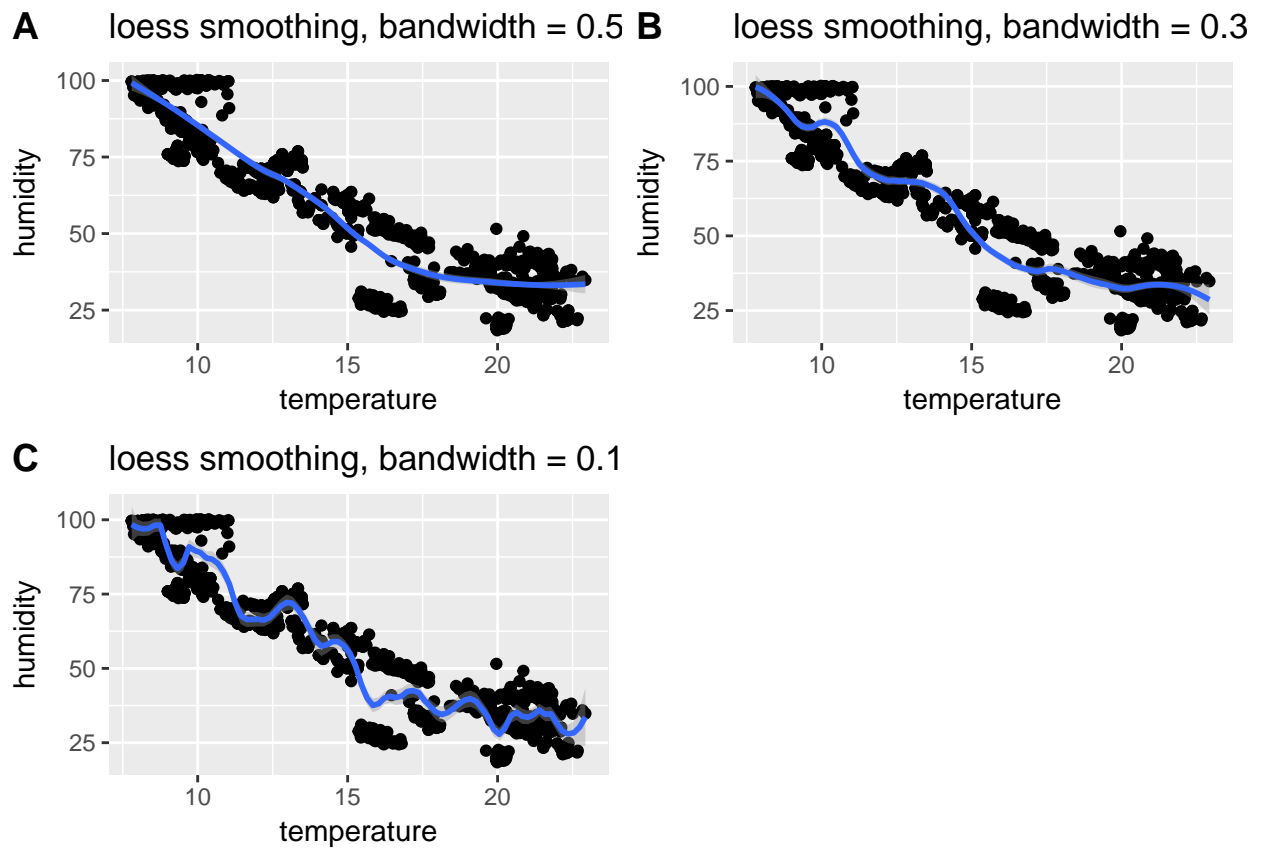 A
loess smoothing, bandwidth = 0.5
100
75
50
25
humidity
10 15 20
temperature
B
loess smoothing, bandwidth = 0.3
100
75
50
25
humidity
10 15 20
temperature
C
loess smoothing, bandwidth = 0.1
100
75
50
25
humidity
10 15 20
temperature